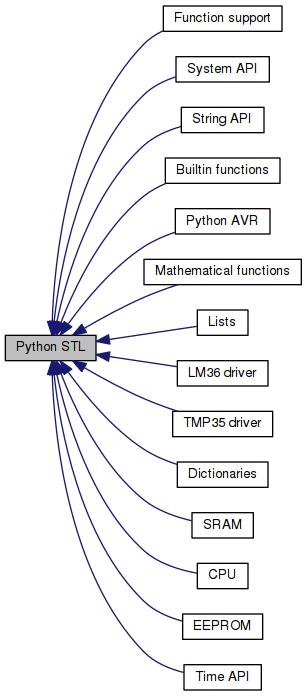 Function support
System API
String API
Builtin functions
Python AVR
Mathematical functions
Lists
Python STL
LM36 driver
TMP35 driver
Dictionaries
SRAM
CPU
EEPROM
Time API